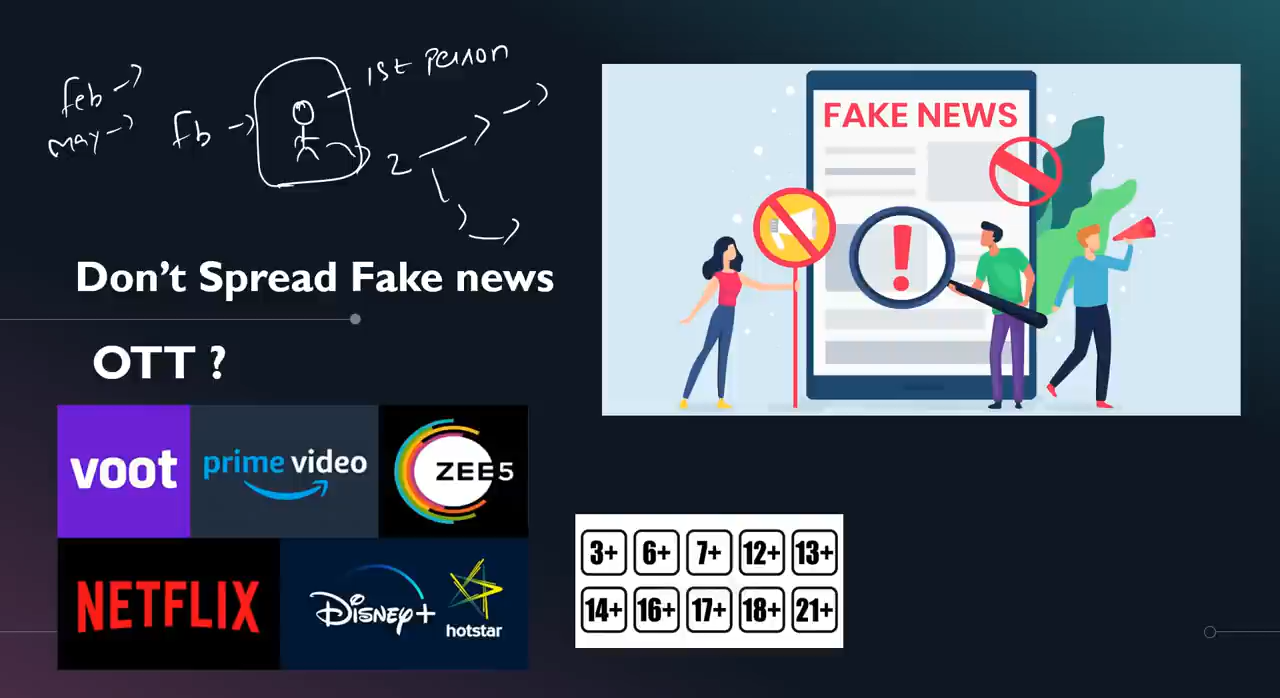 feb
may
fb
1st person
2
Don't Spread Fake news
OTT ?
voot
prime video
ZEE5
NETFLIX
Disney+
hotstar
FAKE NEWS
!
3+ 6+ 7+ 12+ 13+
14+ 16+ 17+ 18+ 21+